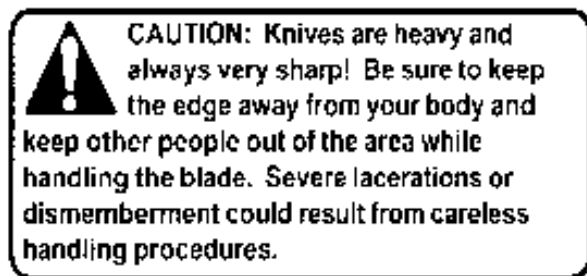 CAUTION: Knives are heavy and
always very sharp! Be sure to keep
the edge away from your body and
keep other people out of the area while
handling the blade. Severe lacerations or
dismemberment could result from careless
handling procedures.